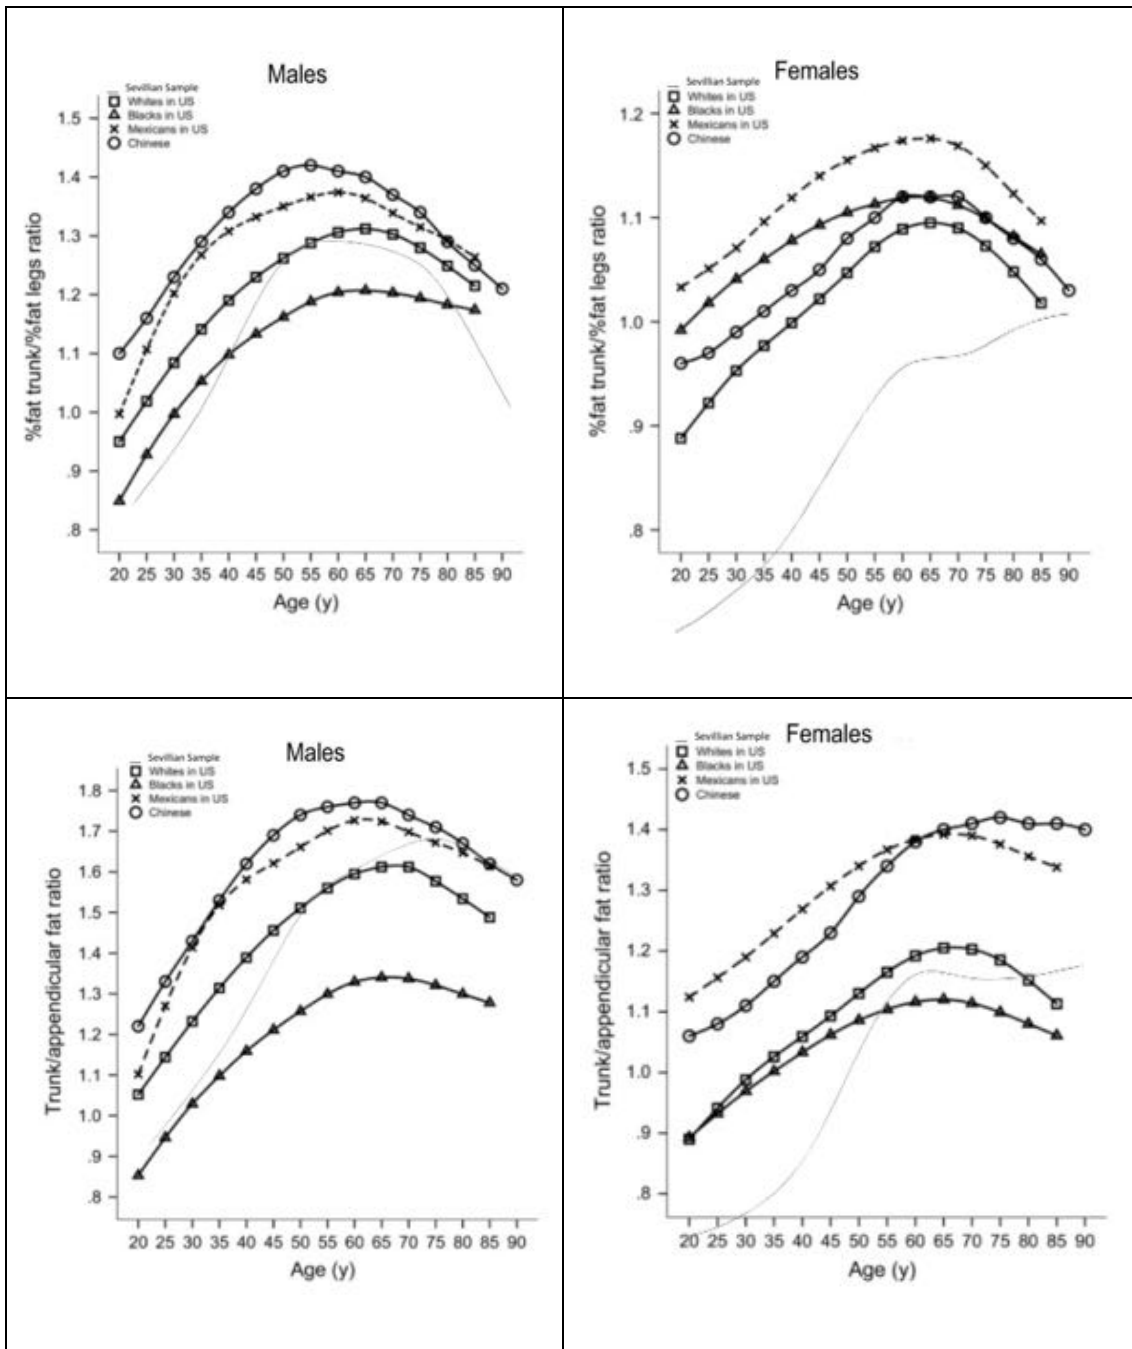 Males
Sevillian Sample
Whites in US
Blacks in US
Mexicans in US
Chinese
1.5
1.4
1.3
1.2
1.1
1.0
.9
.8
%fat trunk/%fat legs ratio
20 25 30 35 40 45 50 55 60 65 70 75 80 85 90
Age (y)
Females
Sevillian Sample
Whites in US
Blacks in US
Mexicans in US
Chinese
1.2
1.1
1.0
.9
.8
%fat trunk/%fat legs ratio
20 25 30 35 40 45 50 55 60 65 70 75 80 85 90
Age (y)
Males
Sevillian Sample
Whites in US
Blacks in US
Mexicans in US
Chinese
1.8
1.7
1.6
1.5
1.4
1.3
1.2
1.1
1.0
.9
.8
Trunk/appendicular fat ratio
20 25 30 35 40 45 50 55 60 65 70 75 80 85 90
Age (y)
Females
Sevillian Sample
Whites in US
Blacks in US
Mexicans in US
Chinese
1.5
1.4
1.3
1.2
1.1
1.0
.9
.8
Trunk/appendicular fat ratio
20 25 30 35 40 45 50 55 60 65 70 75 80 85 90
Age (y)